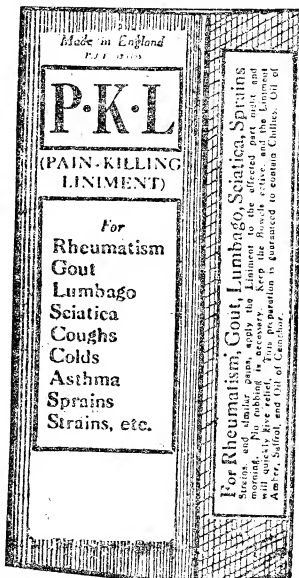 Made in England
P·K·L
(PAIN-KILLING
LINIMENT)
For
Rheumatism
Gout
Lumbago
Sciatica
Coughs
Colds
Asthma
Sprains
Strains, etc.
For Rheumatism, Gout, Lumbago, Sciatica, Sprains
Strains, and similar pains, apply the Liniment to the affected part night and
morning. No rubbing is necessary. Keep the Bowels active, and the Liniment
will quickly give relief. This preparation is guaranteed to contain Chillies, Oil of
Amber, Saffrol, and Oil of Camphor.